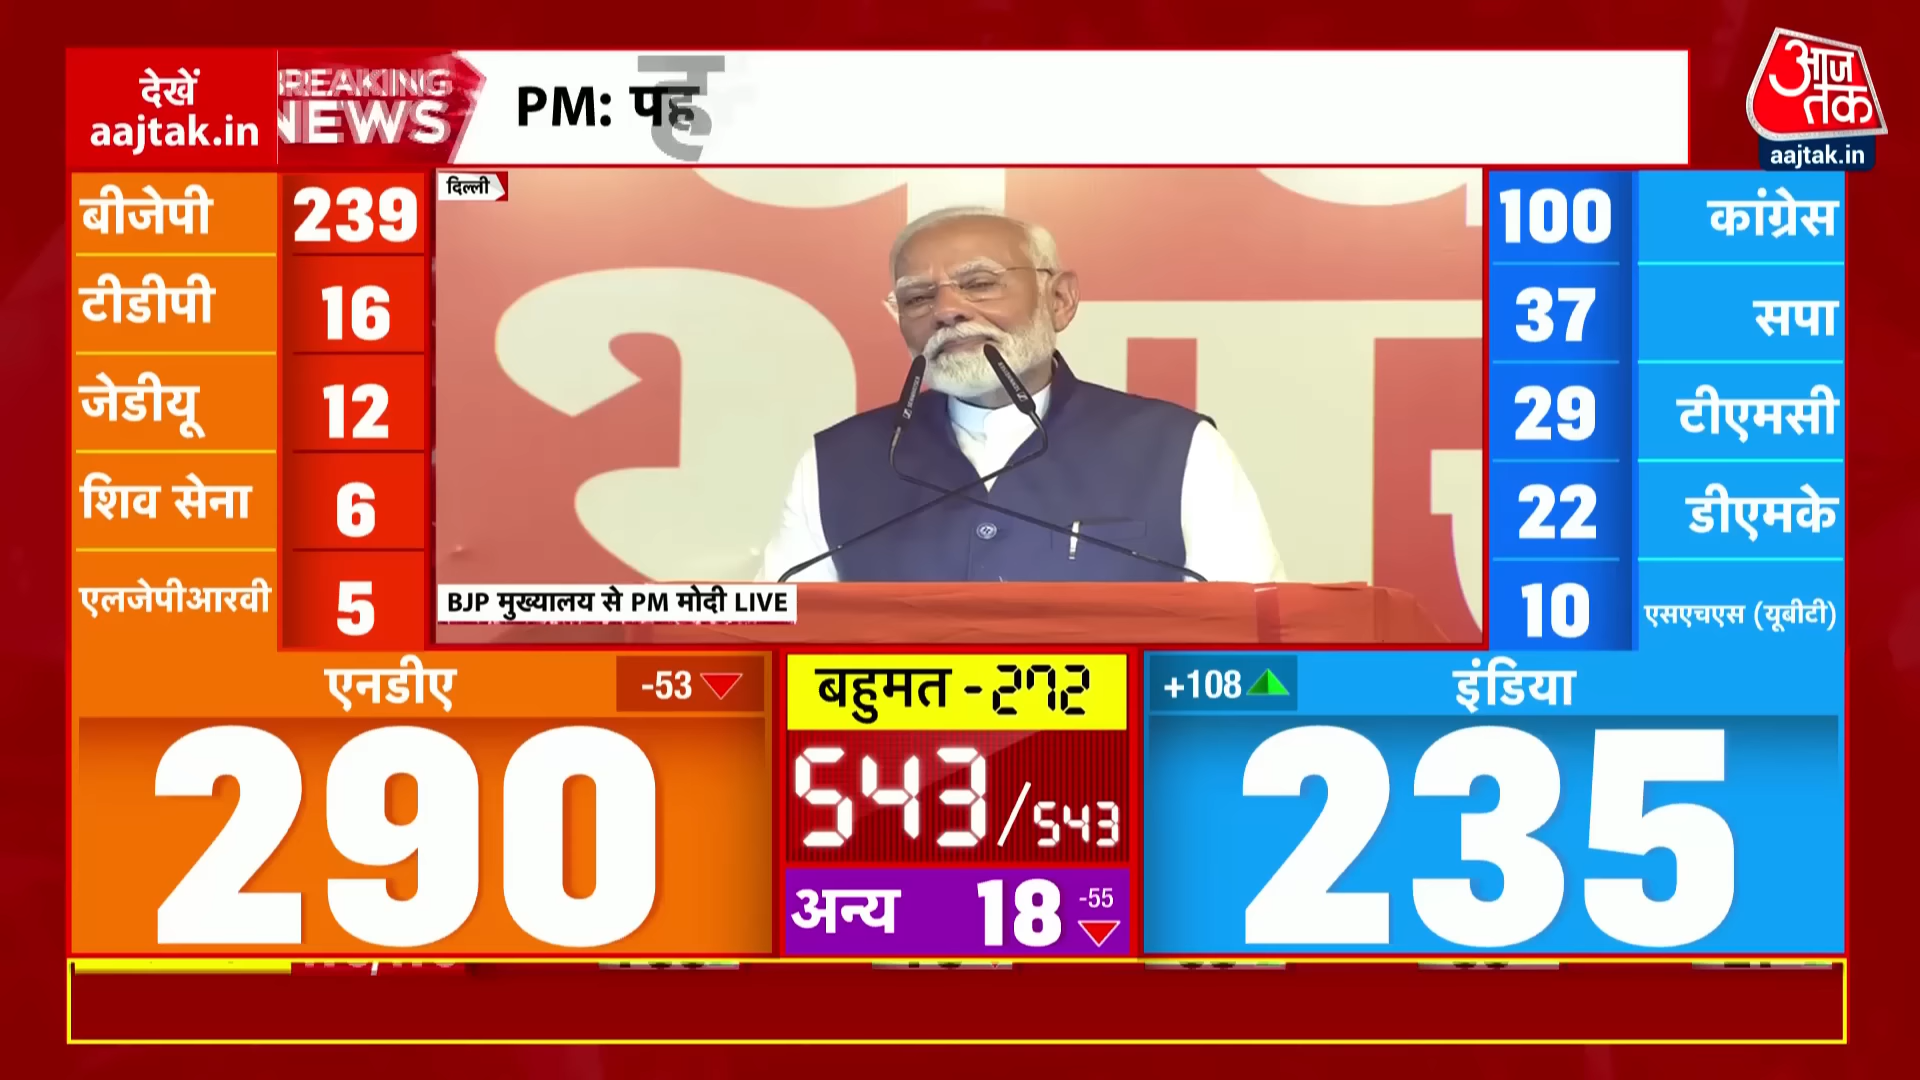 देखें
aajtak.in
BREAKING
NEWS
PM: पह
आज
तक
aajtak.in
दिल्ली
बीजेपी 239
टीडीपी 16
जेडीयू 12
शिव सेना 6
एलजेपीआरवी 5
100 कांग्रेस
37 सपा
29 टीएमसी
22 डीएमके
10 एसएचएस (यूबीटी)
BJP मुख्यालय से PM मोदी LIVE
एनडीए -53
290
बहुमत - 272
543/543
अन्य 18 -55
+108 इंडिया
235